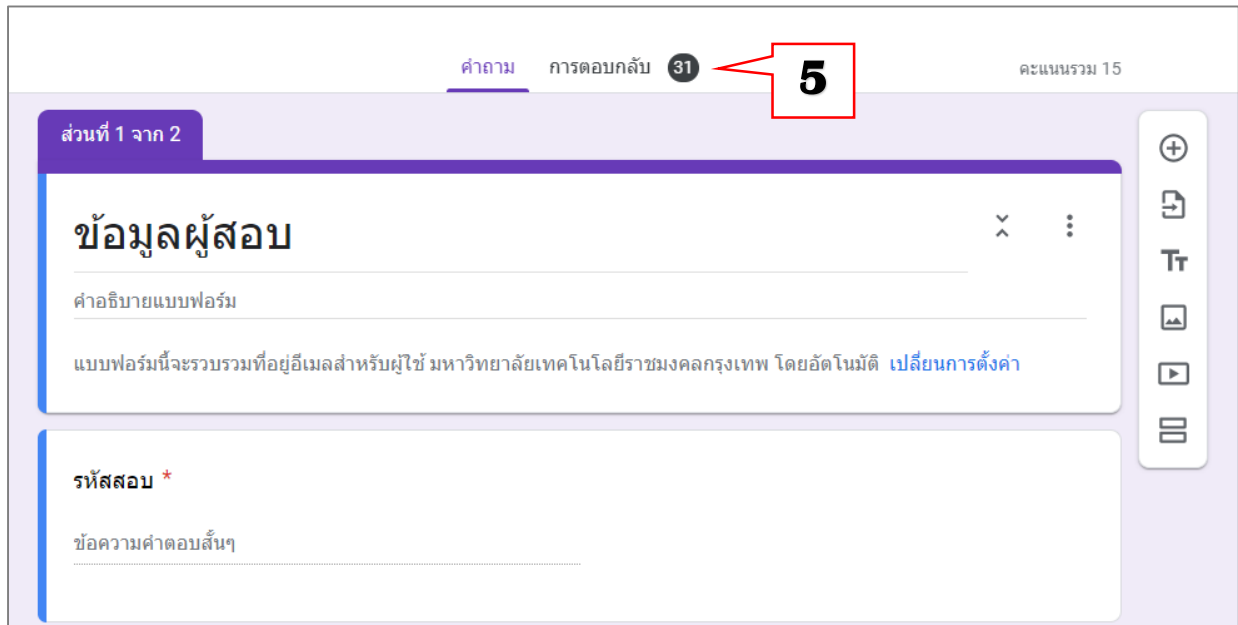 คำถาม การตอบกลับ 31
5
คะแนนรวม 15
ส่วนที่ 1 จาก 2
ข้อมูลผู้สอบ
คำอธิบายแบบฟอร์ม
แบบฟอร์มนี้จะรวบรวมที่อยู่อีเมลสำหรับผู้ใช้ มหาวิทยาลัยเทคโนโลยีราชมงคลกรุงเทพ โดยอัตโนมัติ เปลี่ยนการตั้งค่า
รหัสสอบ *
ข้อความคำตอบสั้นๆ
Tт